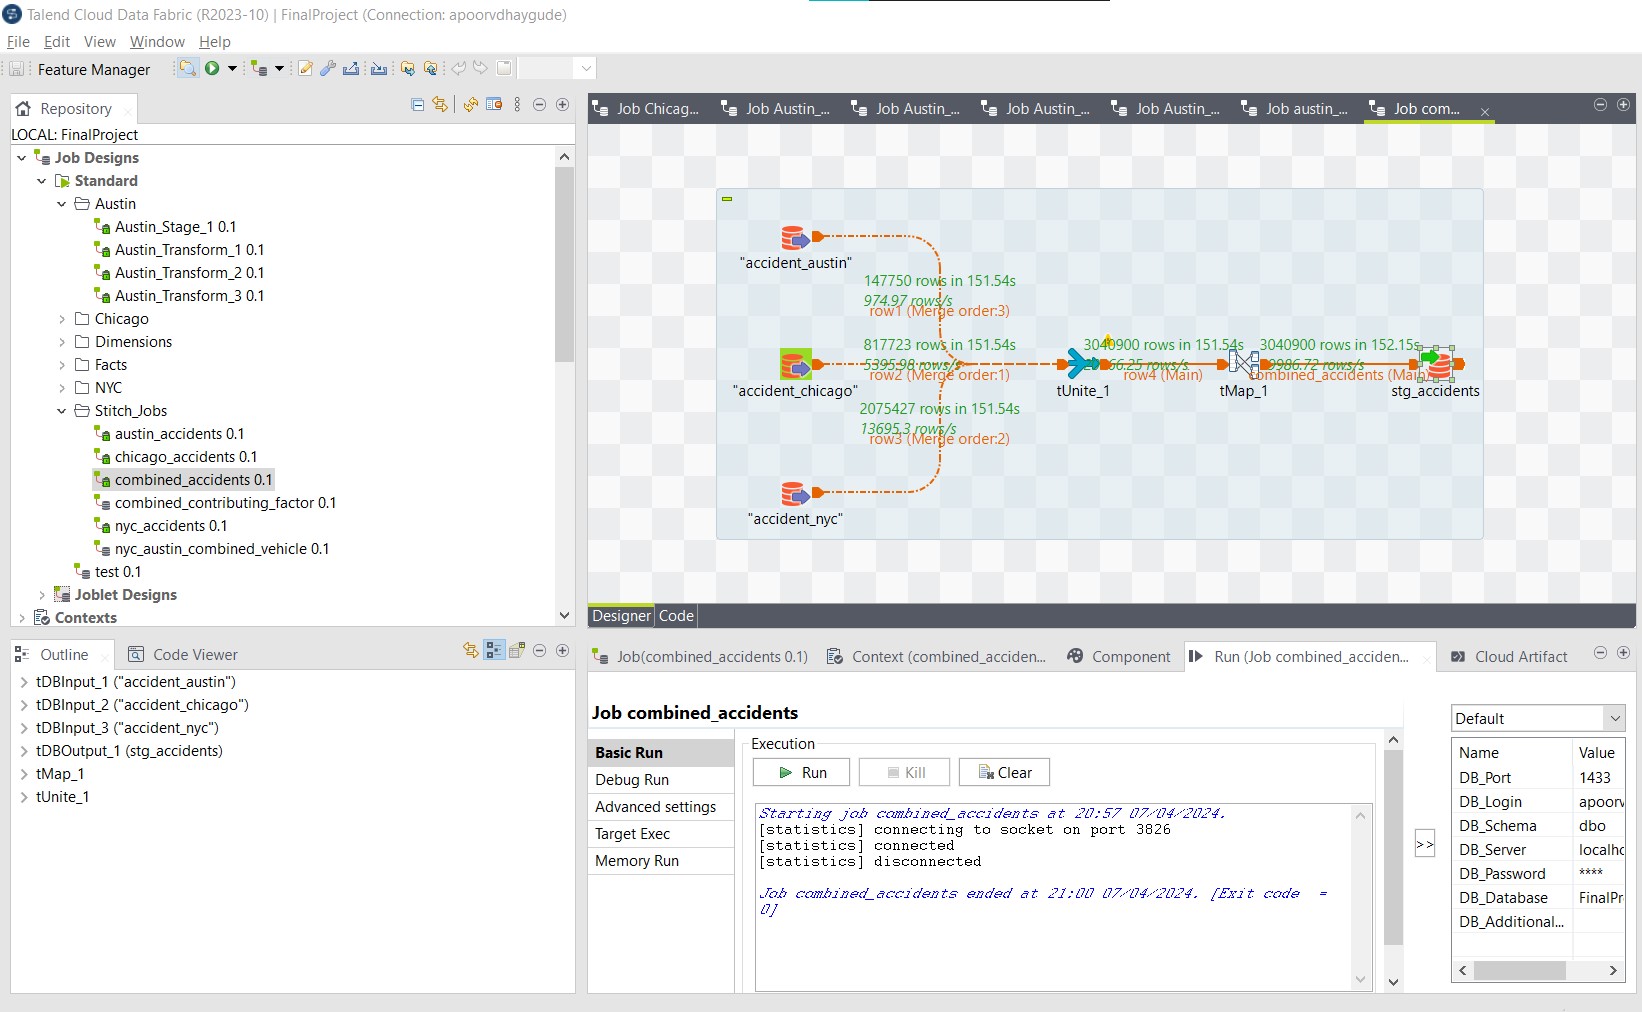 Talend Cloud Data Fabric (R2023-10) | FinalProject (Connection: apoorvdhaygude)
File Edit View Window Help
Feature Manager
Repository
LOCAL: FinalProject
Job Designs
Standard
Austin
Austin_Stage_1 0.1
Austin_Transform_1 0.1
Austin_Transform_2 0.1
Austin_Transform_3 0.1
Chicago
Dimensions
Facts
NYC
Stitch_Jobs
austin_accidents 0.1
chicago_accidents 0.1
combined_accidents 0.1
combined_contributing_factor 0.1
nyc_accidents 0.1
nyc_austin_combined_vehicle 0.1
test 0.1
Joblet Designs
Contexts
Job Chicag... Job Austin_... Job Austin_... Job Austin_... Job Austin_... Job austin_... Job com...
"accident_austin"
147750 rows in 151.54s
974.97 rows/s
row1 (Merge order:3)
817723 rows in 151.54s
5395.98 rows/s
row2 (Merge order:1)
"accident_chicago"
2075427 rows in 151.54s
13695.3 rows/s
row3 (Merge order:2)
"accident_nyc"
3040900 rows in 151.54s
row4 (Main)
tUnite_1
3040900 rows in 152.15s
9986.72 rows/s
combined_accidents (Main)
tMap_1
stg_accidents
Designer Code
Outline Code Viewer
tDBInput_1 ("accident_austin")
tDBInput_2 ("accident_chicago")
tDBInput_3 ("accident_nyc")
tDBOutput_1 (stg_accidents)
tMap_1
tUnite_1
Job(combined_accidents 0.1) Context (combined_acciden... Component Run (Job combined_acciden... Cloud Artifact
Job combined_accidents
Basic Run
Debug Run
Advanced settings
Target Exec
Memory Run
Execution
Run Kill Clear
Starting job combined_accidents at 20:57 07/04/2024.
[statistics] connecting to socket on port 3826
[statistics] connected
[statistics] disconnected
Job combined_accidents ended at 21:00 07/04/2024. [Exit code =
0]
>>
Default
Name Value
DB_Port 1433
DB_Login apoorv
DB_Schema dbo
DB_Server localho
DB_Password ****
DB_Database FinalPr
DB_Additional...